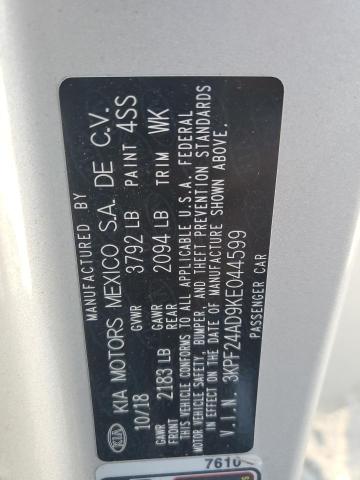 MANUFACTURED BY
KIA KIA MOTORS MEXICO S.A. DE C.V.
10/18 GVWR 3792 LB PAINT 4SS
GAWR FRONT 2183 LB GAWR REAR 2094 LB TRIM WK
THIS VEHICLE CONFORMS TO ALL APPLICABLE U.S.A. FEDERAL
MOTOR VEHICLE SAFETY, BUMPER, AND THEFT PREVENTION STANDARDS
IN EFFECT ON THE DATE OF MANUFACTURE SHOWN ABOVE.
V.I.N. 3KPF24AD9KE044599
PASSENGER CAR
7610